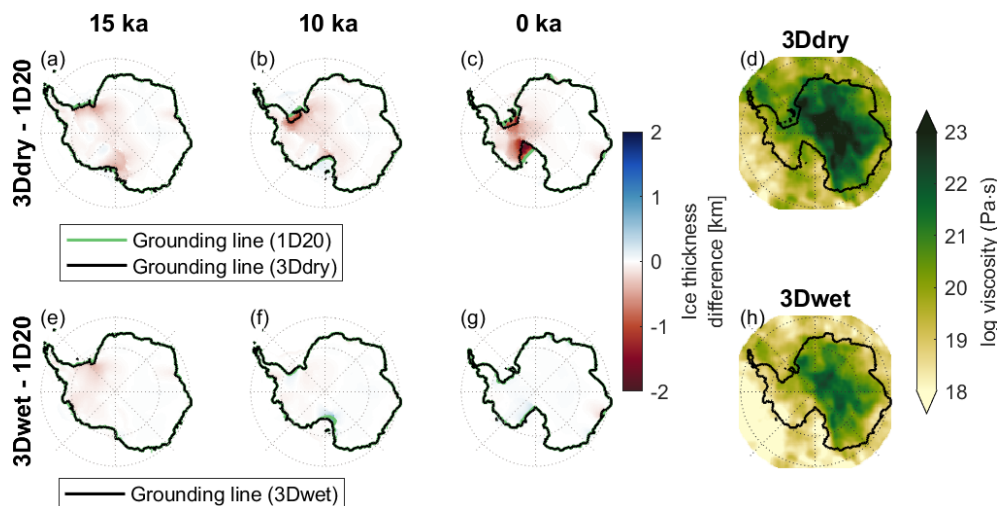 15 ka
10 ka
0 ka
3Ddry
3Ddry - 1D20
(a)
(b)
(c)
(d)
2
1
0
-1
-2
Ice thickness
difference [km]
23
22
21
20
19
18
log viscosity (Pa·s)
Grounding line (1D20)
Grounding line (3Ddry)
3Dwet
3Dwet - 1D20
(e)
(f)
(g)
(h)
Grounding line (3Dwet)